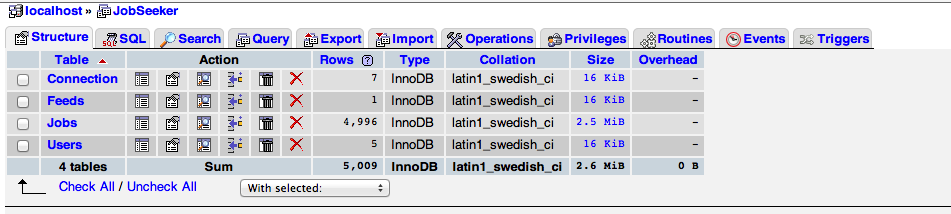 localhost » JobSeeker
Structure SQL Search Query Export Import Operations Privileges Routines Events Triggers
Table Action Rows Type Collation Size Overhead
Connection 7 InnoDB latin1_swedish_ci 16 KiB –
Feeds 1 InnoDB latin1_swedish_ci 16 KiB –
Jobs 4,996 InnoDB latin1_swedish_ci 2.5 MiB –
Users 5 InnoDB latin1_swedish_ci 16 KiB –
4 tables Sum 5,009 InnoDB latin1_swedish_ci 2.6 MiB 0 B
Check All / Uncheck All With selected: